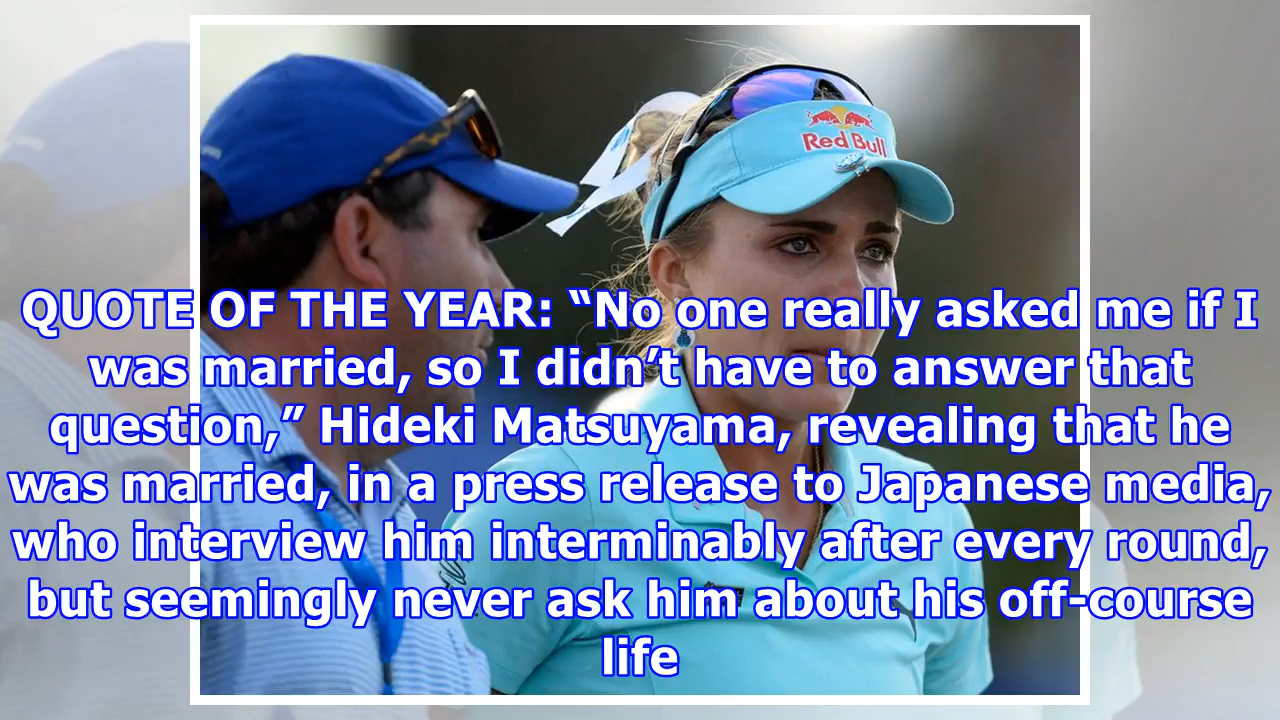 Red Bull
QUOTE OF THE YEAR: “No one really asked me if I
was married, so I didn’t have to answer that
question,” Hideki Matsuyama, revealing that he
was married, in a press release to Japanese media,
who interview him interminably after every round,
but seemingly never ask him about his off-course
life